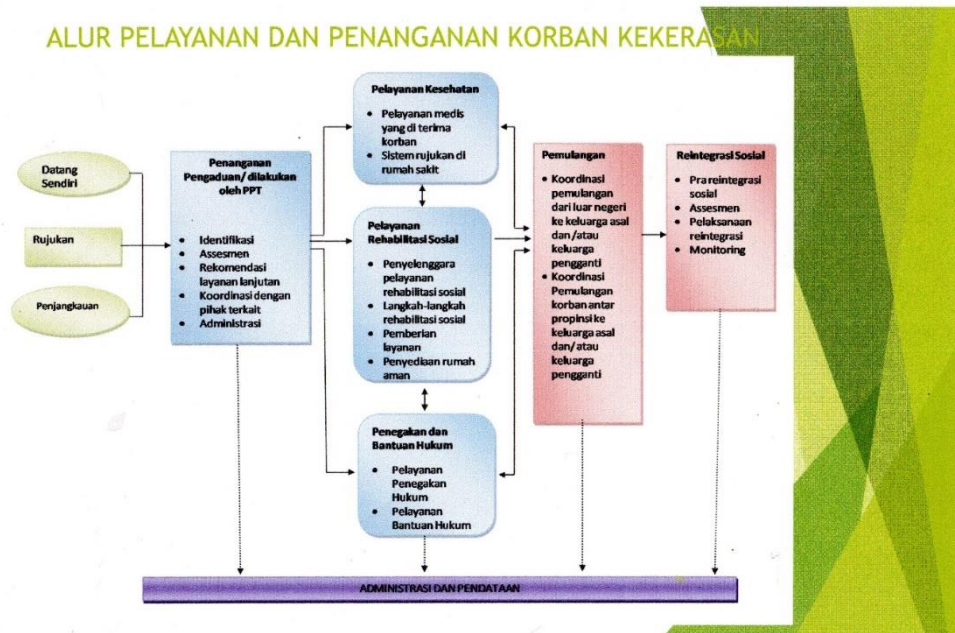 ALUR PELAYANAN DAN PENANGANAN KORBAN KEKERASAN
Datang
Sendiri
Rujukan
Penjangkauan
Penanganan
Pengaduan/ dilakukan
oleh PPT
• Identifikasi
• Assesmen
• Rekomendasi
layanan lanjutan
• Koordinasi dengan
pihak terkait
• Administrasi
Pelayanan Kesehatan
• Pelayanan medis
yang di terima
korban
• Sistem rujukan di
rumah sakit
Pelayanan
Rehabilitasi Sosial
• Penyelenggara
pelayanan
rehabilitasi sosial
• Langkah-langkah
rehabilitasi sosial
• Pemberian
layanan
• Penyediaan rumah
aman
Penegakan dan
Bantuan Hukum
• Pelayanan
Penegakan
Hukum
• Pelayanan
Bantuan Hukum
Pemulangan
• Koordinasi
pemulangan
dari luar negeri
ke keluarga asal
dan /atau
keluarga
pengganti
• Koordinasi
Pemulangan
korban antar
propinsi ke
keluarga asal
dan/ atau
keluarga
pengganti
Reintegrasi Sosial
• Pra reintegrasi
sosial
• Assesmen
• Pelaksanaan
reintegrasi
• Monitoring
ADMINISTRASI DAN PENDATAAN